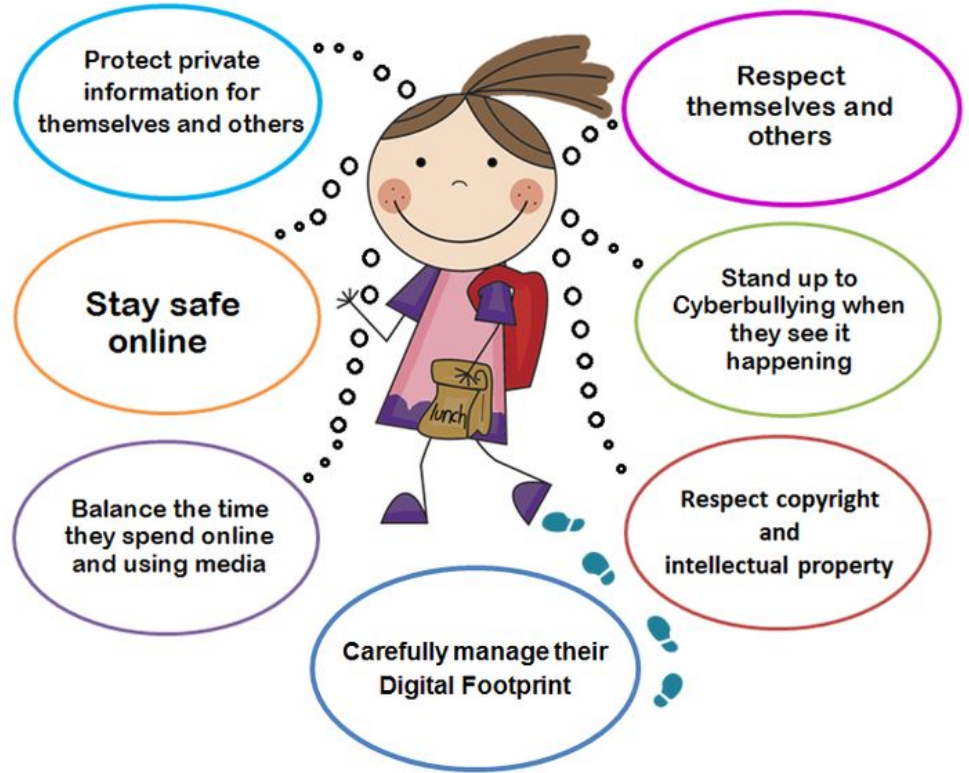 Protect private
information for
themselves and others
Respect
themselves and
others
Stay safe
online
Stand up to
Cyberbullying when
they see it
happening
lunch
Balance the time
they spend online
and using media
Respect copyright
and
intellectual property
Carefully manage their
Digital Footprint